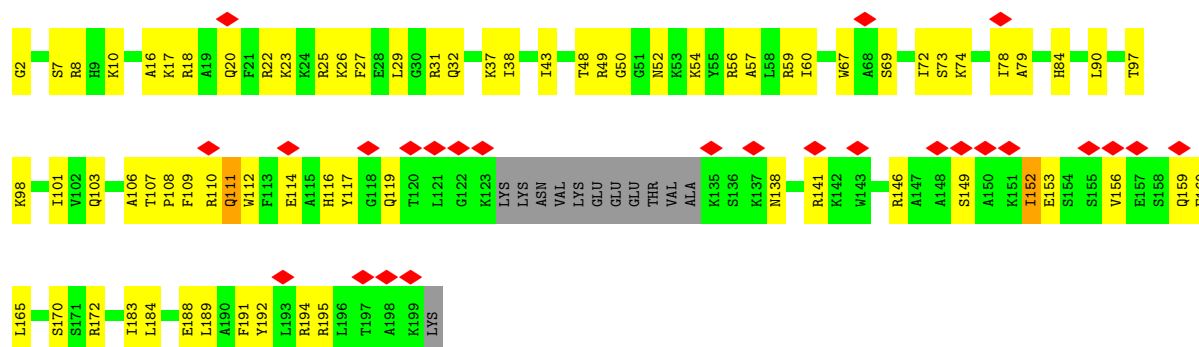 G2 S7 R8 H9 K10 A16 K17 R18 A19 Q20 F21 R22 K23 K24 R25 K26 F27 E28 L29 G30 R31 Q32 K37 I38 I43 T48 R49 G50 G51 N52 K53 K54 Y55 R56 A57 L58 R59 I60 W67 A68 S69 I72 S73 K74 I78 A79 H84 L90 T97
K98 I101 V102 Q103 A106 T107 P108 F109 R110 Q111 W112 F113 E114 A115 H116 Y117 G118 Q119 T120 L121 G122 K123 LYS LYS ASN VAL LYS GLU GLU GLU THR VAL ALA K135 S136 K137 N138 R141 K142 W143 R146 A147 A148 S149 A150 K151 I152 E153 S154 S155 V156 E157 S158 Q159
L165 S170 S171 R172 I183 L184 E188 L189 A190 F191 Y192 L193 R194 R195 L196 T197 A198 K199 LYS